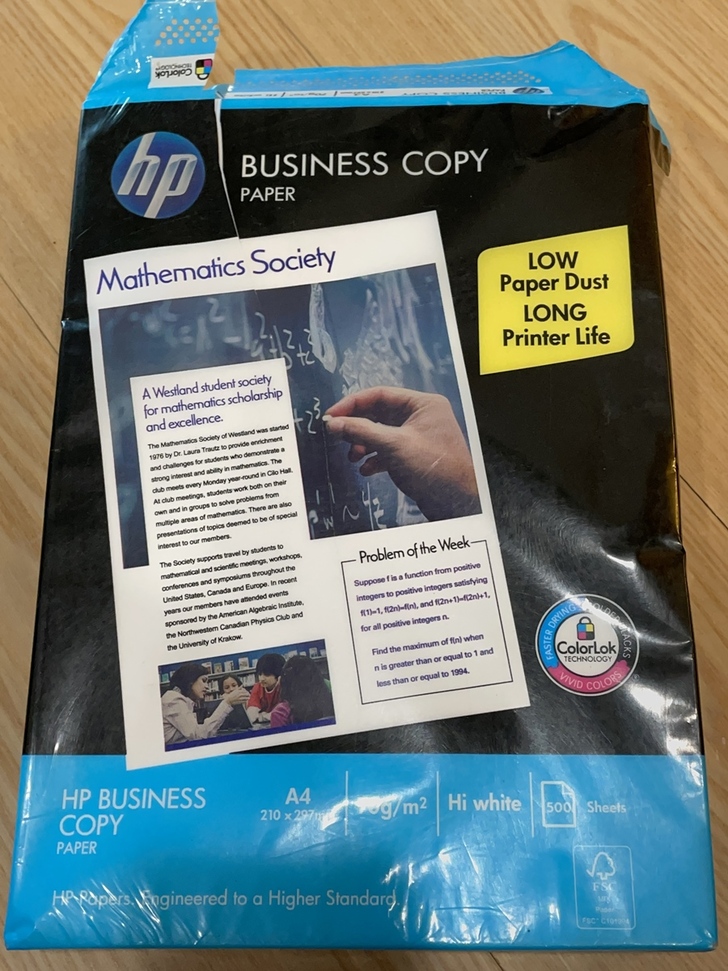 ColorLok
TECHNOLOGY
BUSINESS COPY
hp
BUSINESS COPY
PAPER
LOW
Paper Dust
LONG
Printer Life
Mathematics Society
A Westland student society
for mathematics scholarship
and excellence.
The Mathematics Society of Westland was started
1976 by Dr. Laura Trautz to provide enrichment
and challenges for students who demonstrate a
strong interest and ability in mathematics. The
club meets every Monday year-round in Cilo Hall.
At club meetings, students work both on their
own and in groups to solve problems from
multiple areas of mathematics. There are also
presentations of topics deemed to be of special
interest to our members.
The Society supports travel by students to
mathematical and scientific meetings, workshops,
conferences and symposiums throughout the
United States, Canada and Europe. In recent
years our members have attended events
sponsored by the American Algebraic Institute,
the Northwestern Canadian Physics Club and
the University of Krakow.
Problem of the Week
Suppose f is a function from positive
integers to positive integers satisfying
f(1)=1, f(2n)=f(n), and f(2n+1)=f(2n)+1,
for all positive integers n.
Find the maximum of f(n) when
n is greater than or equal to 1 and
less than or equal to 1994.
FASTER DRYING
ColorLok
TECHNOLOGY
VIVID COLORS
HP BUSINESS
COPY
PAPER
A4
210 x 297
g/m²
Hi white
500 Sheets
HP Papers. Engineered to a Higher Standard.
FSC